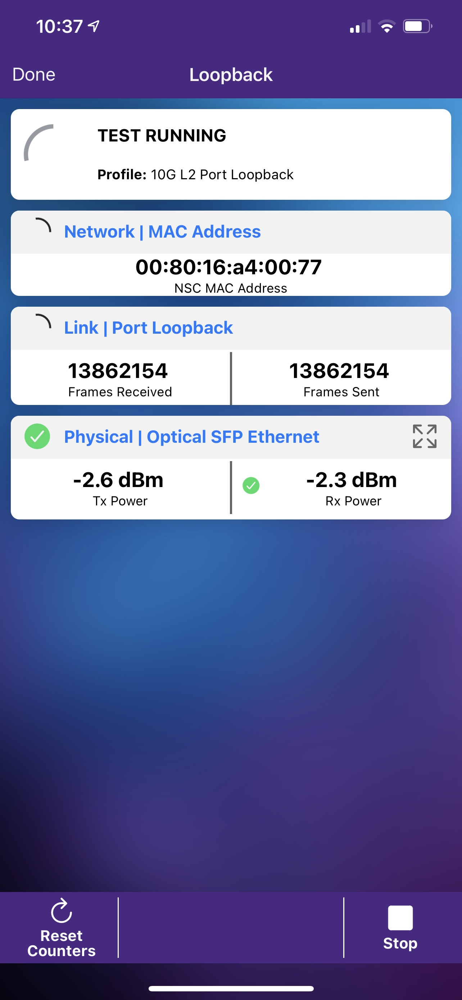 10:37
Done
Loopback
TEST RUNNING
Profile: 10G L2 Port Loopback
Network | MAC Address
00:80:16:a4:00:77
NSC MAC Address
Link | Port Loopback
13862154
Frames Received
13862154
Frames Sent
Physical | Optical SFP Ethernet
-2.6 dBm
Tx Power
-2.3 dBm
Rx Power
Reset
Counters
Stop